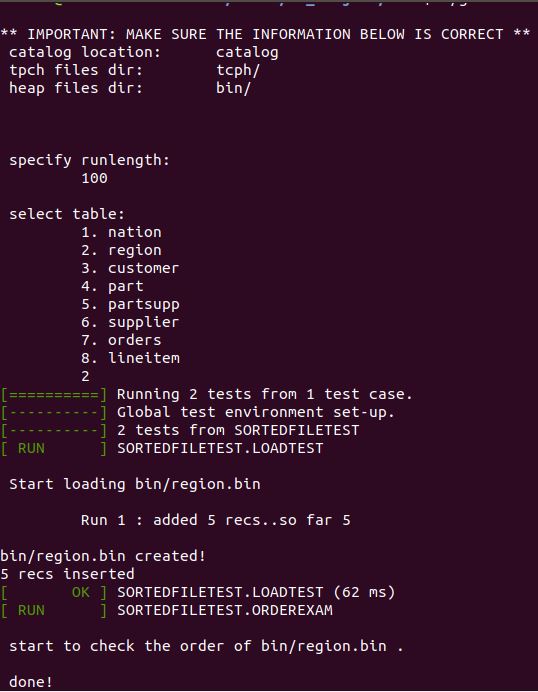 ** IMPORTANT: MAKE SURE THE INFORMATION BELOW IS CORRECT **
catalog location: catalog
tpch files dir: tcph/
heap files dir: bin/
specify runlength:
100
select table:
1. nation
2. region
3. customer
4. part
5. partsupp
6. supplier
7. orders
8. lineitem
2
[==========] Running 2 tests from 1 test case.
[----------] Global test environment set-up.
[----------] 2 tests from SORTEDFILETEST
[ RUN      ] SORTEDFILETEST.LOADTEST
Start loading bin/region.bin
Run 1 : added 5 recs..so far 5
bin/region.bin created!
5 recs inserted
[       OK ] SORTEDFILETEST.LOADTEST (62 ms)
[ RUN      ] SORTEDFILETEST.ORDEREXAM
start to check the order of bin/region.bin .
done!